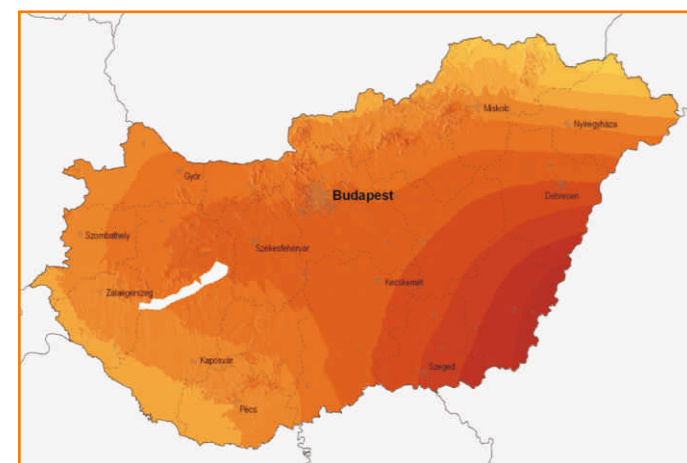 Miskolc
Nyíregyháza
Győr
Budapest
Debrecen
Szombathely
Székesfehérvár
Kecskemét
Zalaegerszeg
Kaposvár
Szeged
Pécs